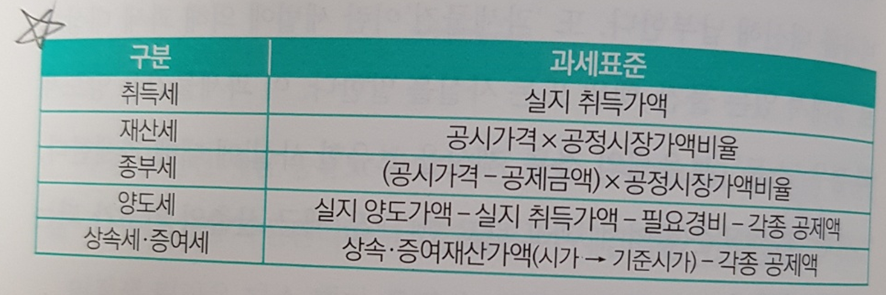 구분 과세표준
취득세 실지 취득가액
재산세 공시가격×공정시장가액비율
종부세 (공시가격-공제금액)×공정시장가액비율
양도세 실지 양도가액-실지 취득가액-필요경비-각종 공제액
상속세·증여세 상속·증여재산가액(시가→기준시가)-각종 공제액